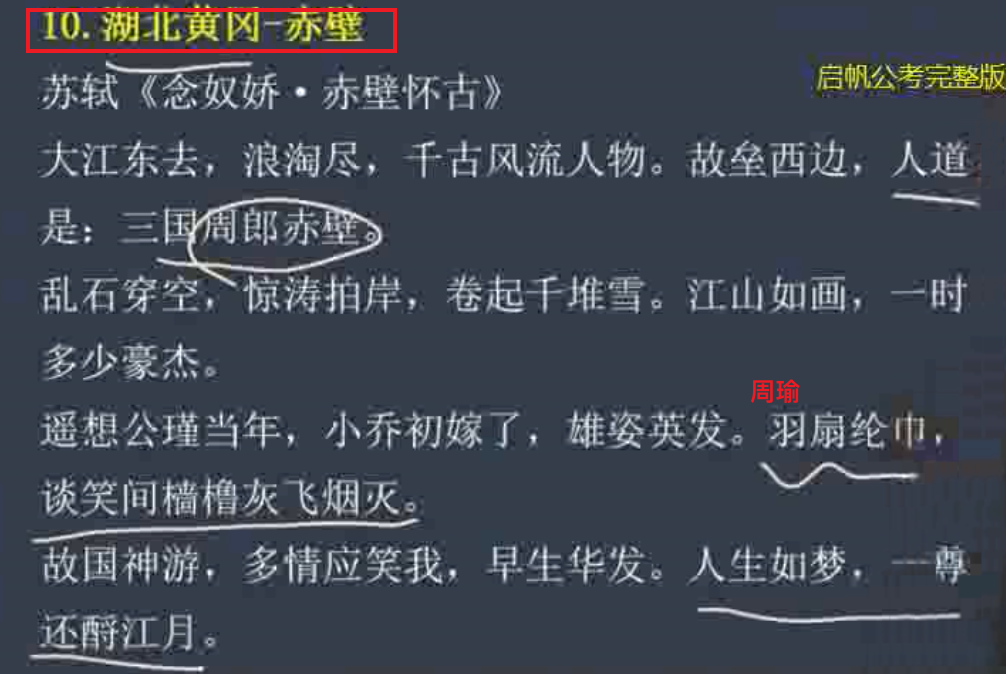 10. 湖北黄冈-赤壁
启帆公考完整版
苏轼《念奴娇·赤壁怀古》
大江东去，浪淘尽，千古风流人物。故垒西边，人道
是：三国周郎赤壁。
乱石穿空，惊涛拍岸，卷起千堆雪。江山如画，一时
多少豪杰。
周瑜
遥想公瑾当年，小乔初嫁了，雄姿英发。羽扇纶巾，
谈笑间樯橹灰飞烟灭。
故国神游，多情应笑我，早生华发。人生如梦，一尊
还酹江月。